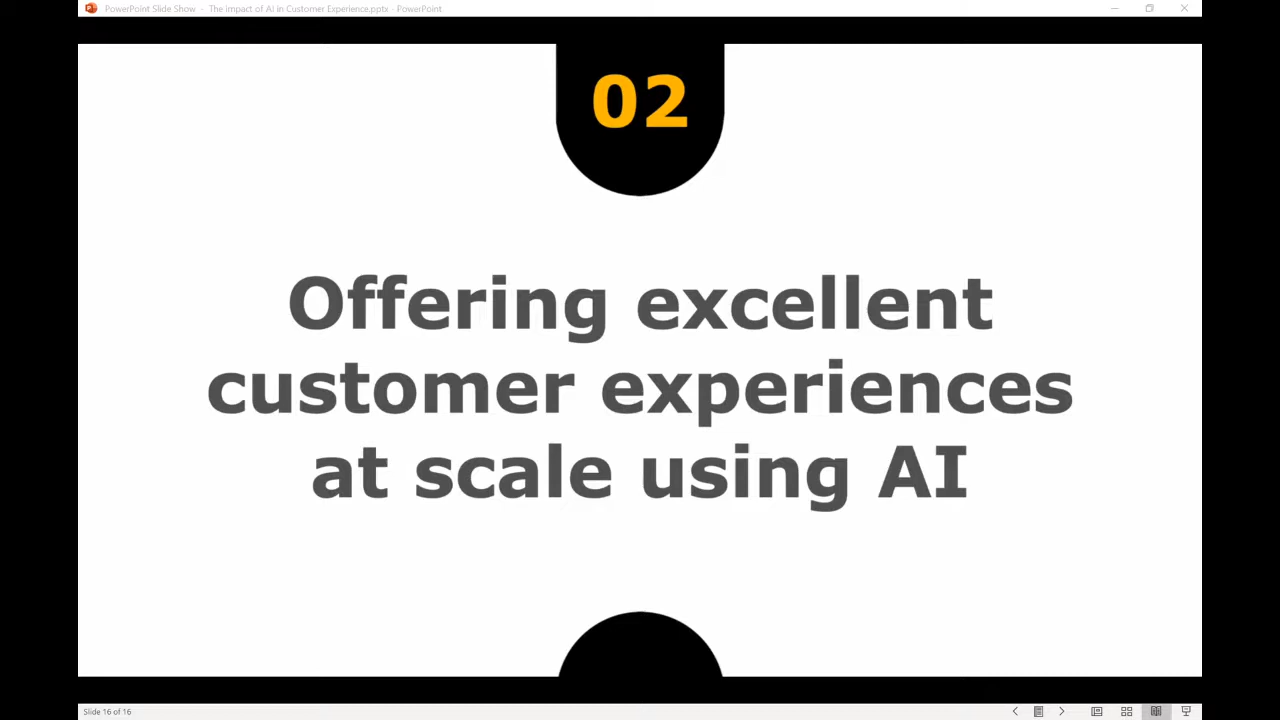 PowerPoint Slide Show - The impact of AI in Customer Experience.pptx - PowerPoint
02
Offering excellent
customer experiences
at scale using AI
Slide 16 of 16